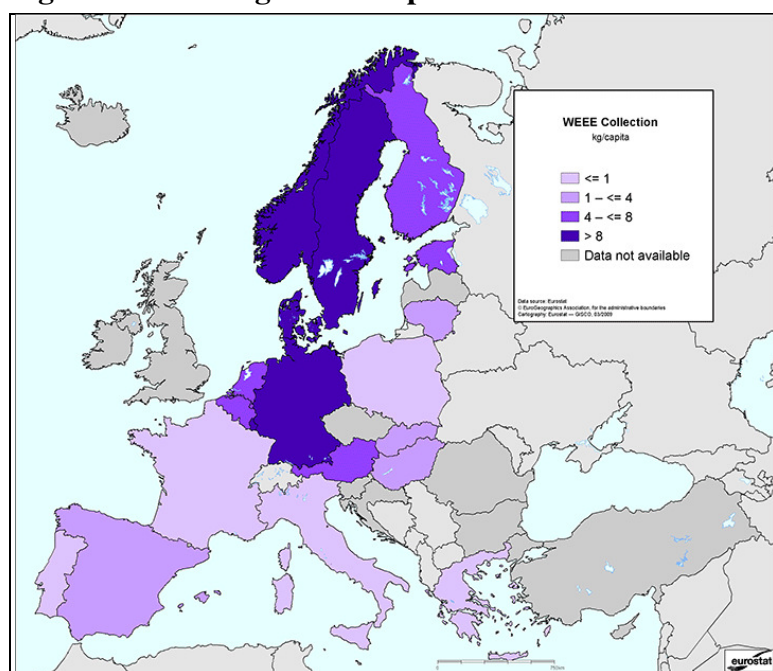 WEEE Collection
kg/capita
<= 1
1 – <= 4
4 – <= 8
> 8
Data not available
Data source: Eurostat
© EuroGeographics Association, for the administrative boundaries
Cartography: Eurostat — GISCO, 03/2009
eurostat